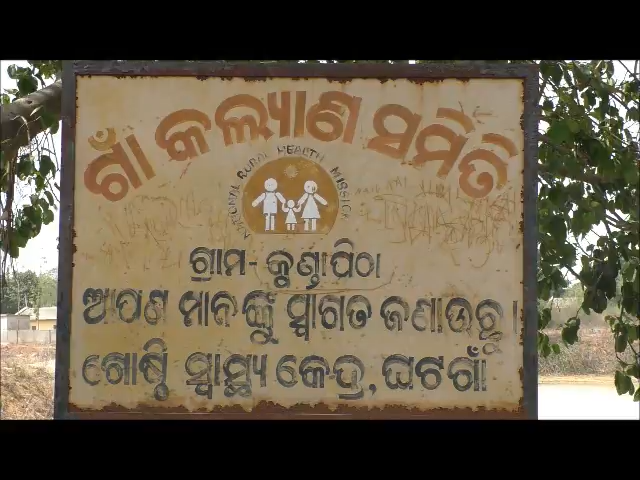 ଗାଁ କଲ୍ୟାଣ ସମିତି
NATIONAL RURAL HEALTH MISSION
ଗ୍ରାମ- କୁଣ୍ଡାପିଠା
ଆପଣ ମାନଙ୍କୁ ସ୍ୱାଗତ ଜଣାଉଛୁ ।
ଗୋଷ୍ଠି ସ୍ୱାସ୍ଥ୍ୟ କେନ୍ଦ୍ର, ଘଟଗାଁ